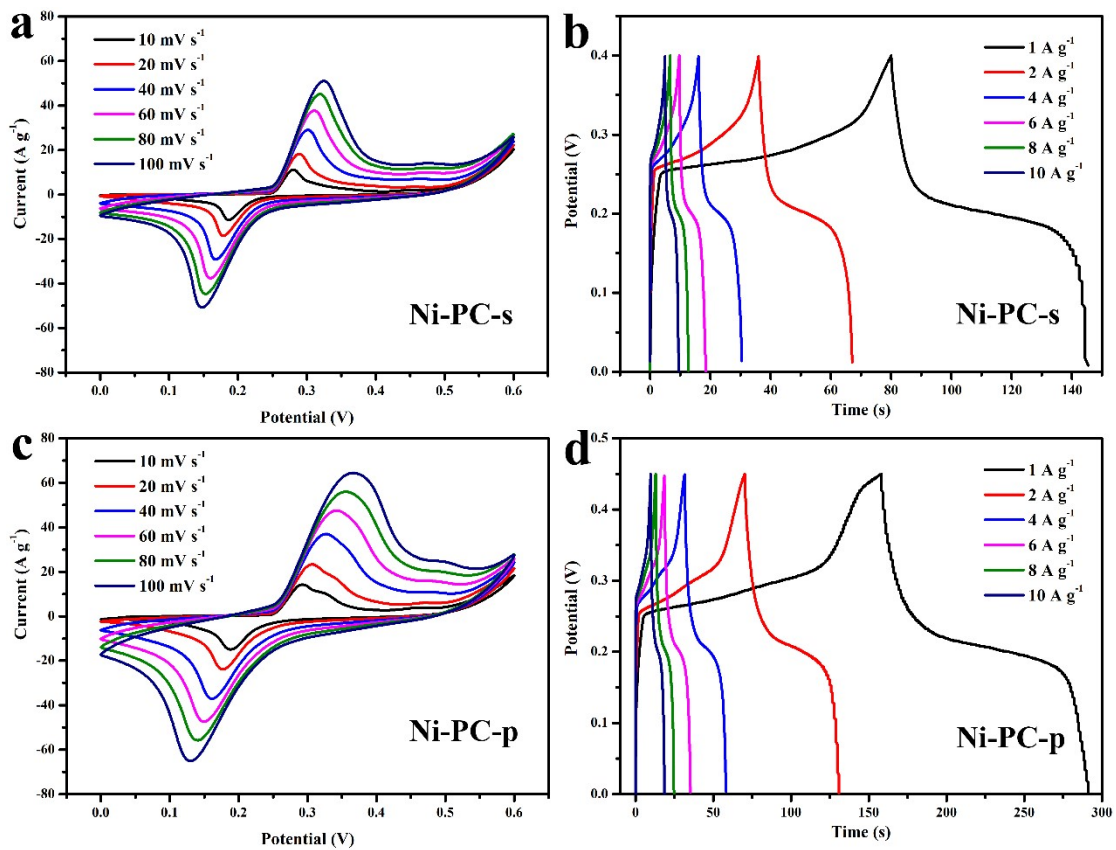 a
80
60
40
20
0
-20
-40
-60
-80
Current (A g⁻¹)
10 mV s⁻¹
20 mV s⁻¹
40 mV s⁻¹
60 mV s⁻¹
80 mV s⁻¹
100 mV s⁻¹
Ni-PC-s
0.0 0.1 0.2 0.3 0.4 0.5 0.6
Potential (V)
b
0.4
0.3
0.2
0.1
0.0
Potential (V)
1 A g⁻¹
2 A g⁻¹
4 A g⁻¹
6 A g⁻¹
8 A g⁻¹
10 A g⁻¹
Ni-PC-s
0 20 40 60 80 100 120 140
Time (s)
c
80
60
40
20
0
-20
-40
-60
-80
Current (A g⁻¹)
10 mV s⁻¹
20 mV s⁻¹
40 mV s⁻¹
60 mV s⁻¹
80 mV s⁻¹
100 mV s⁻¹
Ni-PC-p
0.0 0.1 0.2 0.3 0.4 0.5 0.6
Potential (V)
d
0.5
0.4
0.3
0.2
0.1
0.0
Potential (V)
1 A g⁻¹
2 A g⁻¹
4 A g⁻¹
6 A g⁻¹
8 A g⁻¹
10 A g⁻¹
Ni-PC-p
0 25 50 75 100 125 150 175 200 225 250 275 300
Time (s)